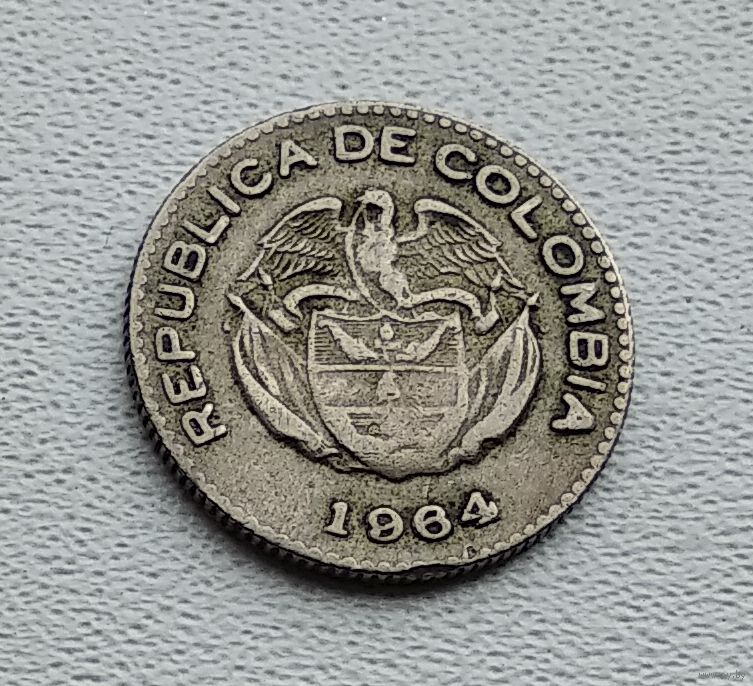 REPUBLICA DE COLOMBIA
1964